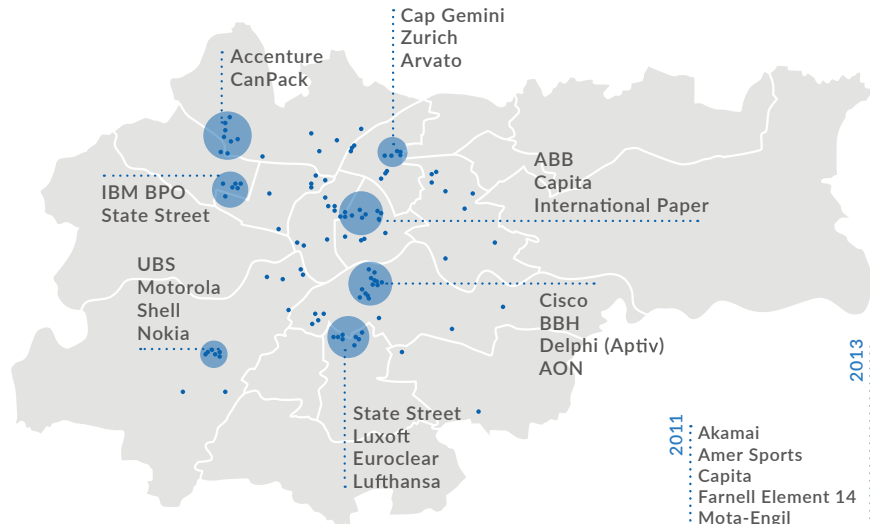 Cap Gemini
Zurich
Arvato
Accenture
CanPack
ABB
Capita
International Paper
IBM BPO
State Street
UBS
Motorola
Shell
Nokia
Cisco
BBH
Delphi (Aptiv)
AON
State Street
Luxoft
Euroclear
Lufthansa
2013
2011
Akamai
Amer Sports
Capita
Farnell Element 14
Mota-Engil